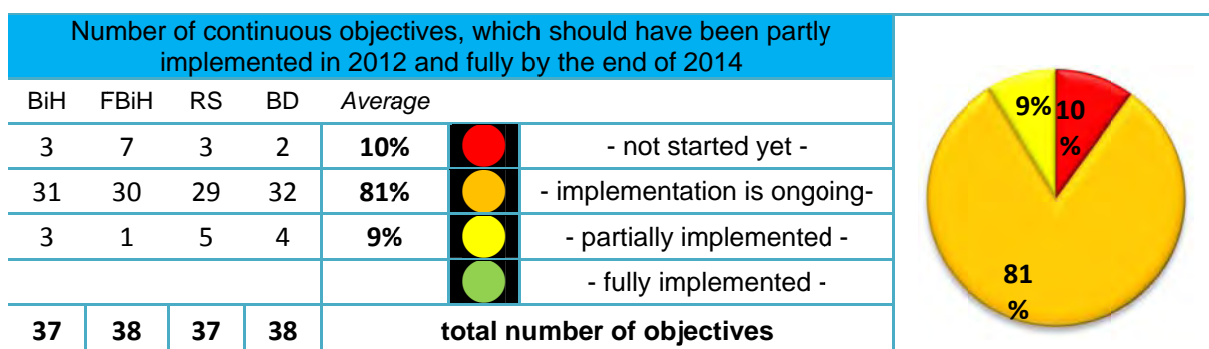 Number of continuous objectives, which should have been partly
implemented in 2012 and fully by the end of 2014
BiH FBiH RS BD Average
3 7 3 2 10% - not started yet -
31 30 29 32 81% - implementation is ongoing-
3 1 5 4 9% - partially implemented -
- fully implemented -
37 38 37 38 total number of objectives
9% 10
%
81
%